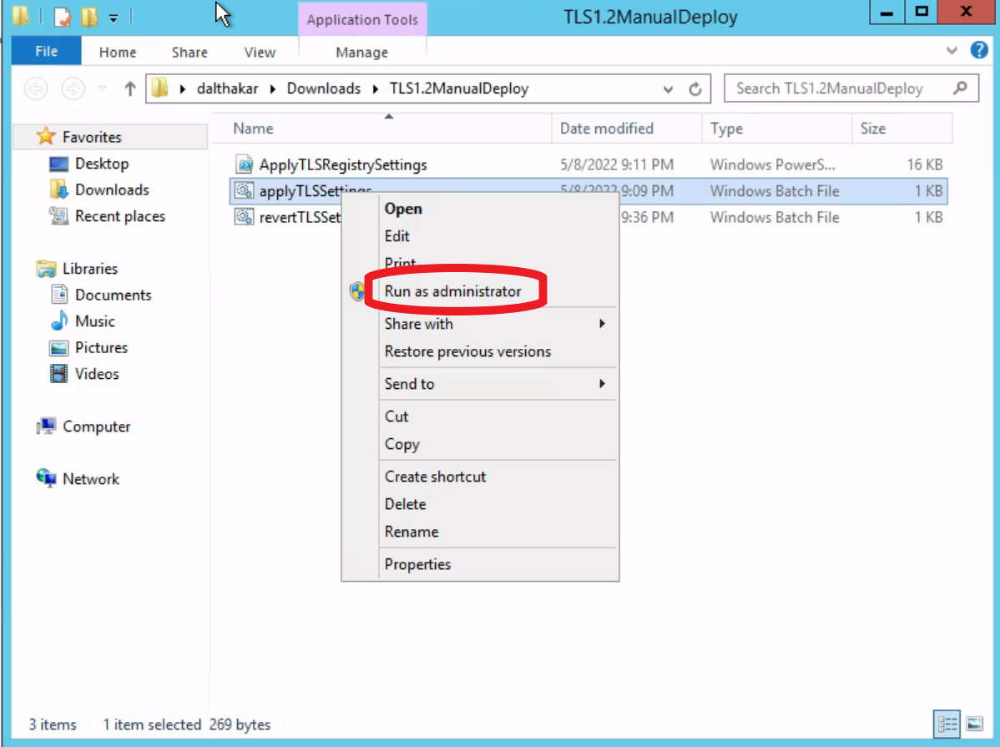 Application Tools
TLS1.2ManualDeploy
File
Home
Share
View
Manage
dalthakar
Downloads
TLS1.2ManualDeploy
Search TLS1.2ManualDeploy
Name
Date modified
Type
Size
Favorites
Desktop
Downloads
Recent places
Libraries
Documents
Music
Pictures
Videos
Computer
Network
ApplyTLSRegistrySettings 5/8/2022 9:11 PM Windows PowerS... 16 KB
applyTLSSettings 5/8/2022 9:09 PM Windows Batch File 1 KB
revertTLSSet 9:36 PM Windows Batch File 1 KB
Open
Edit
Print
Run as administrator
Share with
Restore previous versions
Send to
Cut
Copy
Create shortcut
Delete
Rename
Properties
3 items 1 item selected 269 bytes